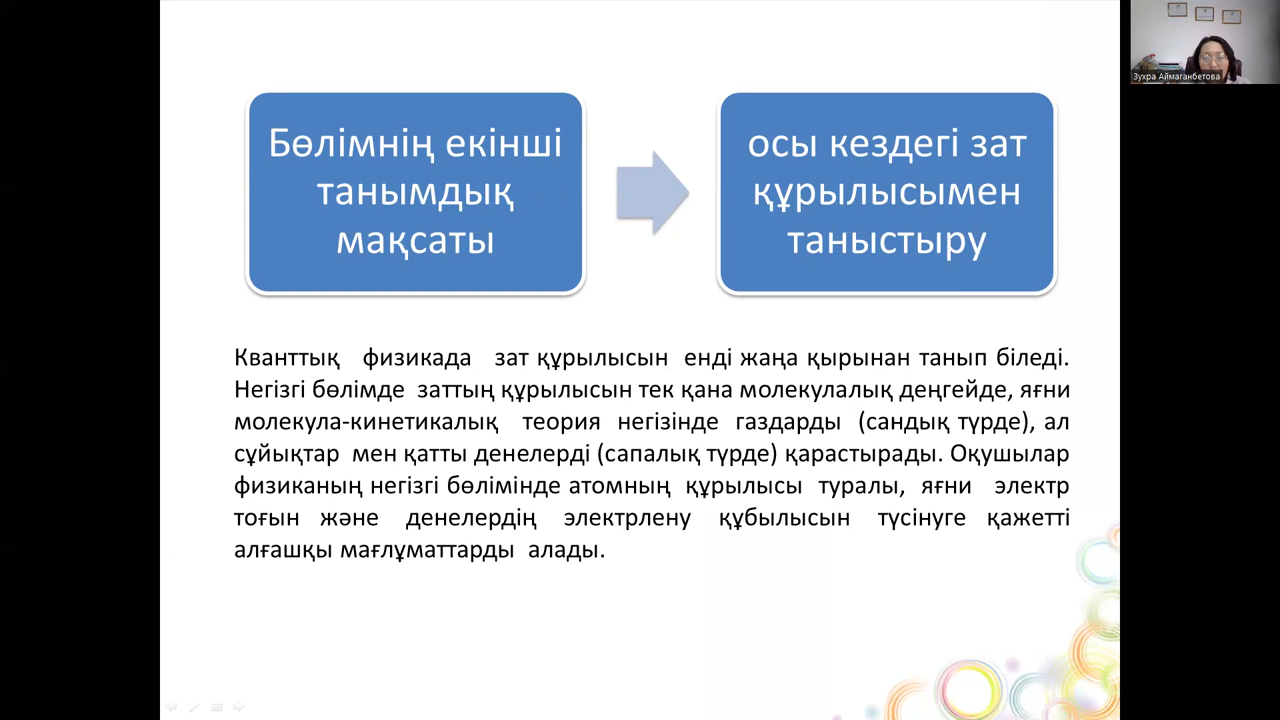 Бөлімнің екінші
танымдық
мақсаты
осы кездегі зат
құрылысымен
таныстыру
Кванттық физикада зат құрылысын енді жаңа қырынан танып біледі.
Негізгі бөлімде заттың құрылысын тек қана молекулалық деңгейде, яғни
молекула-кинетикалық теория негізінде газдарды (сандық түрде), ал
сұйықтар мен қатты денелерді (сапалық түрде) қарастырады. Оқушылар
физиканың негізгі бөлімінде атомның құрылысы туралы, яғни электр
тоғын және денелердің электрлену құбылысын түсінуге қажетті
алғашқы мағлұматтарды алады.
Зухра Аймаганбетова